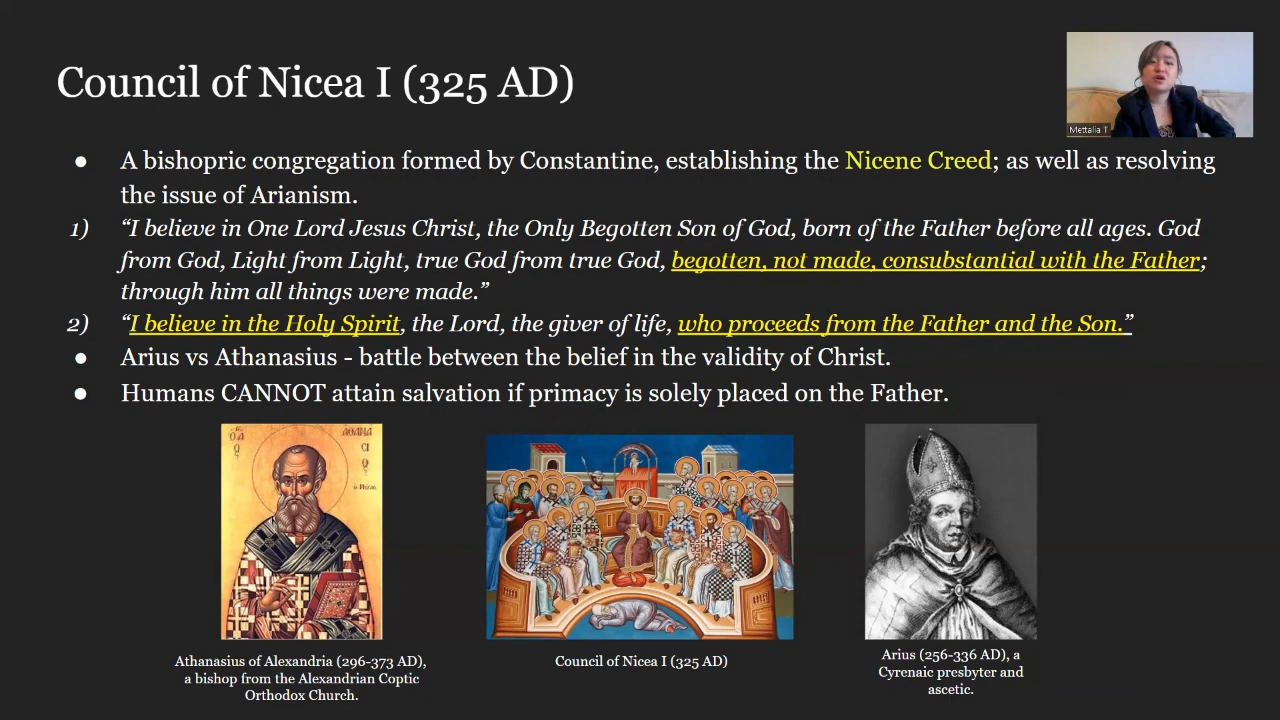 Council of Nicea I (325 AD)
Mettalia T
● A bishopric congregation formed by Constantine, establishing the Nicene Creed; as well as resolving
the issue of Arianism.
1) “I believe in One Lord Jesus Christ, the Only Begotten Son of God, born of the Father before all ages. God
from God, Light from Light, true God from true God, begotten, not made, consubstantial with the Father;
through him all things were made.”
2) “I believe in the Holy Spirit, the Lord, the giver of life, who proceeds from the Father and the Son.”
● Arius vs Athanasius - battle between the belief in the validity of Christ.
● Humans CANNOT attain salvation if primacy is solely placed on the Father.
Athanasius of Alexandria (296-373 AD),
a bishop from the Alexandrian Coptic
Orthodox Church.
Council of Nicea I (325 AD)
Arius (256-336 AD), a
Cyrenaic presbyter and
ascetic.